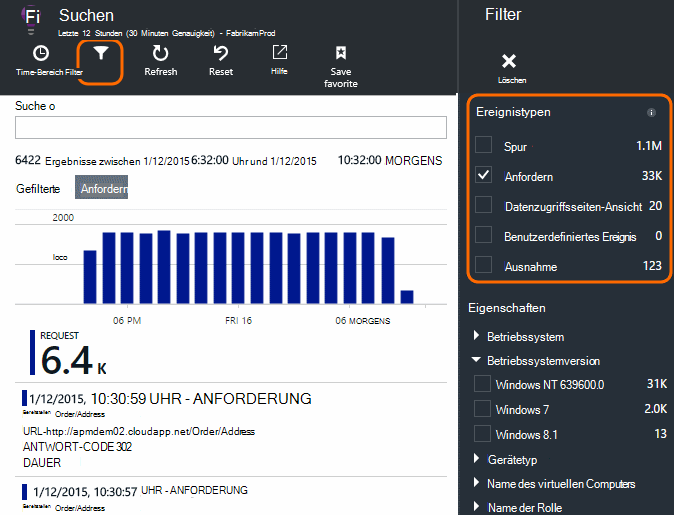 Fi
Suchen
Letzte 12 Stunden (30 Minuten Genauigkeit) - FabrikamProd
Time-Bereich Filter
Refresh
Reset
Hilfe
Save favorite
Suche o
6422 Ergebnisse zwischen 1/12/2015 6:32:00 Uhr und 1/12/2015 10:32:00 MORGENS
Gefilterte Anfordern
2000
loco
06 PM FRI 16 06 MORGENS
REQUEST
6.4 K
1/12/2015, 10:30:59 UHR - ANFORDERUNG
Bereitstellen Order/Address
URL-http://apmdem02.cloudapp.net/Order/Address
ANTWORT-CODE 302
DAUER
1/12/2015, 10:30:57 UHR - ANFORDERUNG
Bereitstellen Order/Address
Filter
Löschen
Ereignistypen
Spur 1.1M
Anfordern 33K
Datenzugriffsseiten-Ansicht 20
Benutzerdefiniertes Ereignis 0
Ausnahme 123
Eigenschaften
Betriebssystem
Betriebssystemversion
Windows NT 639600.0 31K
Windows 7 2.0K
Windows 8.1 13
Gerätetyp
Name des virtuellen Computers
Name der Rolle